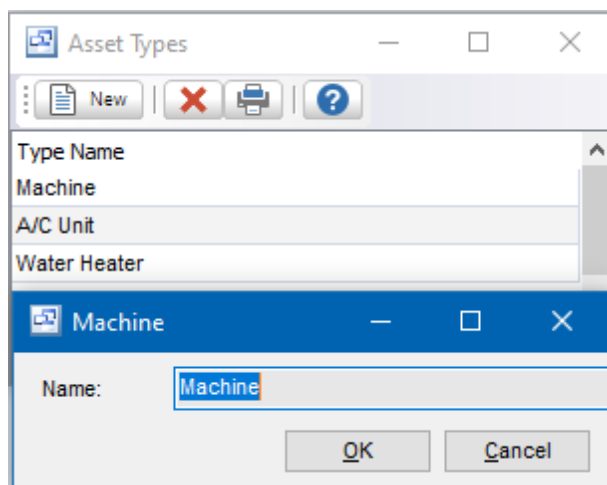 Asset Types
New
Type Name
Machine
A/C Unit
Water Heater
Machine
Name: Machine
OK Cancel